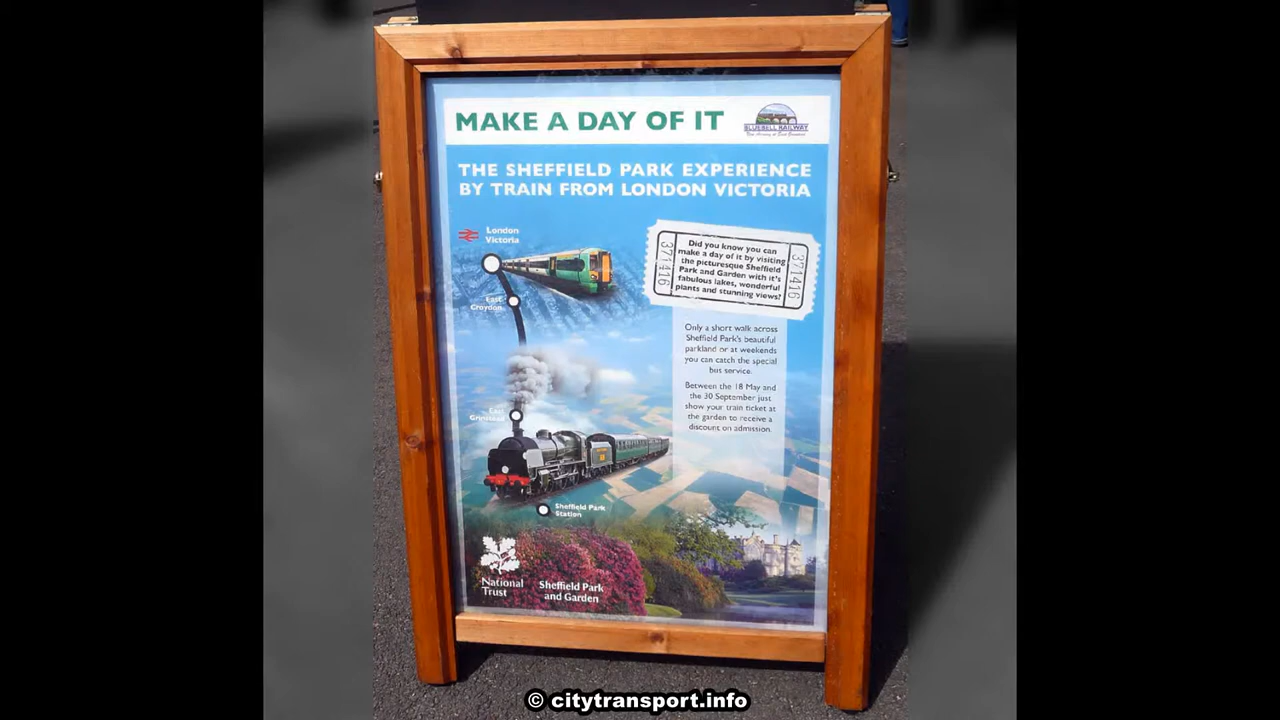 MAKE A DAY OF IT
BLUEBELL RAILWAY
THE SHEFFIELD PARK EXPERIENCE
BY TRAIN FROM LONDON VICTORIA
London
Victoria
East
Croydon
371416
Did you know you can
make a day of it by visiting
the picturesque Sheffield
Park and Garden with it's
fabulous lakes, wonderful
plants and stunning views?
371416
Only a short walk across
Sheffield Park's beautiful
parkland or at weekends
you can catch the special
bus service.
Between the 18 May and
the 30 September just
show your train ticket at
the garden to receive a
discount on admission.
East
Grinstead
Sheffield Park
Station
National
Trust
Sheffield Park
and Garden
© citytransport.info